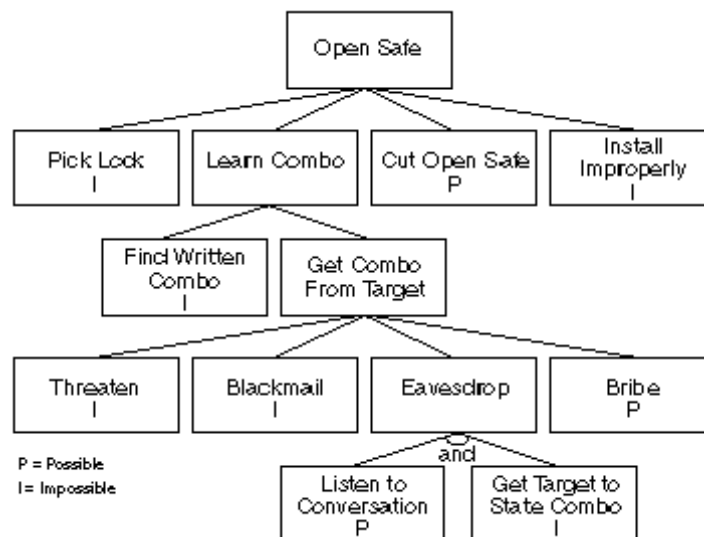 Open Safe
Pick Lock
I
Learn Combo
Cut Open Safe
P
Install
Improperly
I
Find Written
Combo
I
Get Combo
From Target
Threaten
I
Blackmail
I
Eavesdrop
Bribe
P
and
P = Possible
I = Impossible
Listen to
Conversation
P
Get Target to
State Combo
I